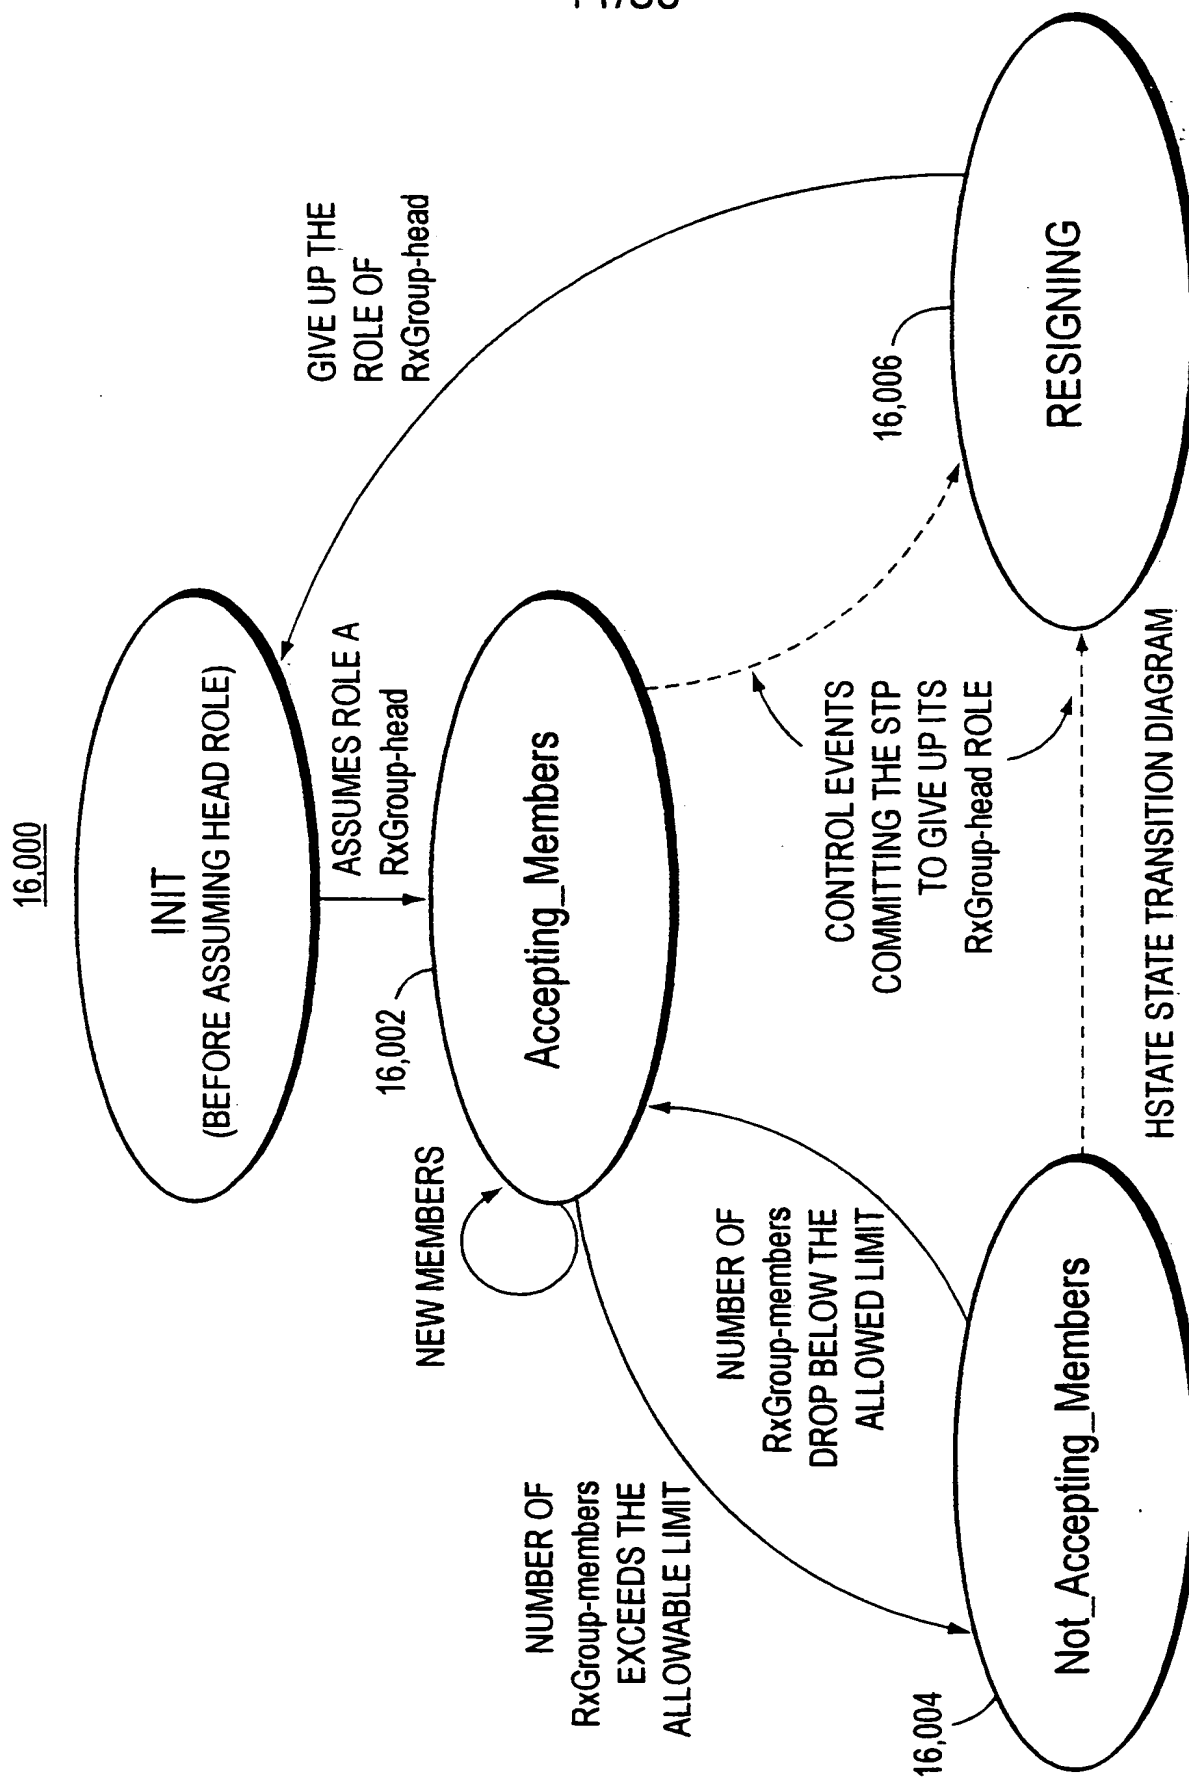 16,000
INIT
(BEFORE ASSUMING HEAD ROLE)
ASSUMES ROLE A
RxGroup-head
GIVE UP THE
ROLE OF
RxGroup-head
16,002
Accepting_Members
NEW MEMBERS
NUMBER OF
RxGroup-members
EXCEEDS THE
ALLOWABLE LIMIT
NUMBER OF
RxGroup-members
DROP BELOW THE
ALLOWED LIMIT
CONTROL EVENTS
COMMITTING THE STP
TO GIVE UP ITS
RxGroup-head ROLE
16,004
Not_Accepting_Members
16,006
RESIGNING
HSTATE STATE TRANSITION DIAGRAM